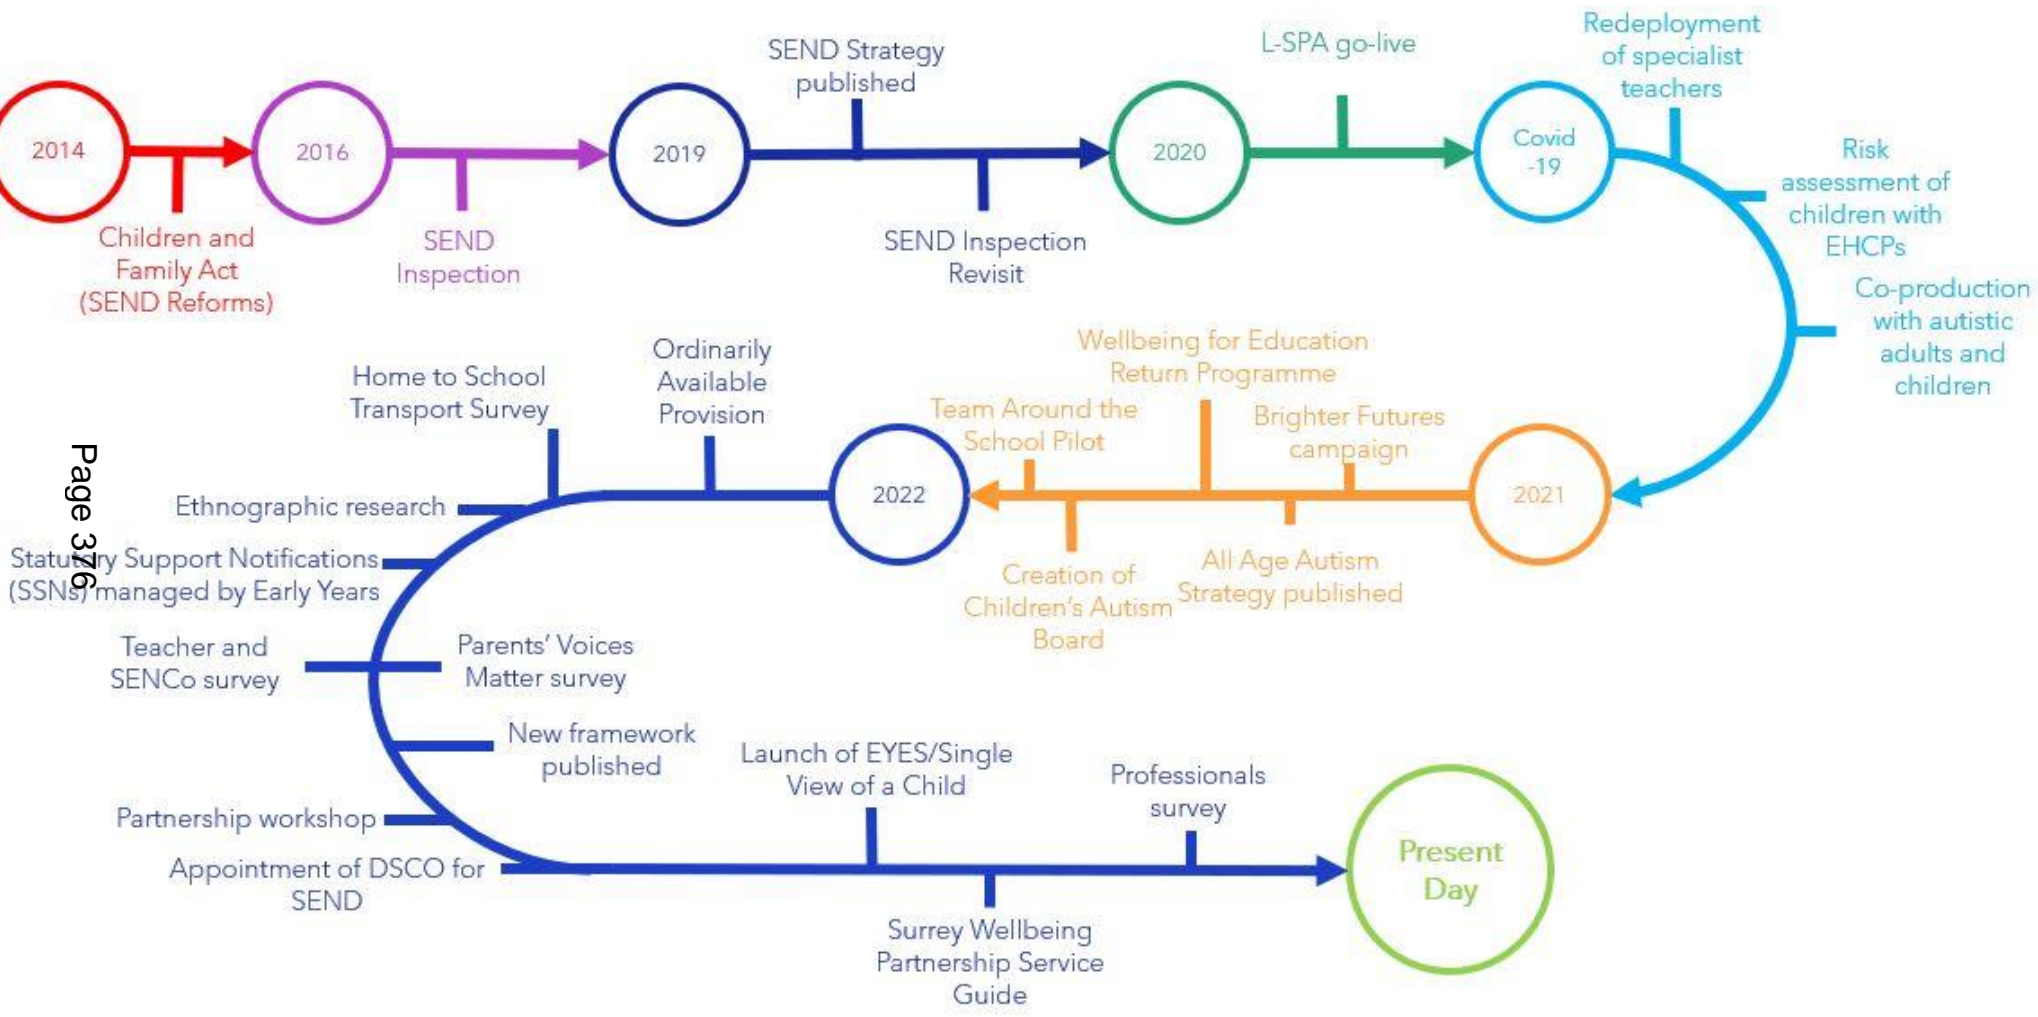 2014
Children and
Family Act
(SEND Reforms)
2016
SEND
Inspection
2019
SEND Strategy
published
SEND Inspection
Revisit
2020
L-SPA go-live
Covid
-19
Redeployment
of specialist
teachers
Risk
assessment of
children with
EHCPs
Co-production
with autistic
adults and
children
2021
Brighter Futures
campaign
All Age Autism
Strategy published
Wellbeing for Education
Return Programme
Creation of
Children's Autism
Board
Team Around the
School Pilot
2022
Ordinarily
Available
Provision
Home to School
Transport Survey
Ethnographic research
Statutory Support Notifications
(SSNs) managed by Early Years
Teacher and
SENCo survey
Parents' Voices
Matter survey
New framework
published
Partnership workshop
Appointment of DSCO for
SEND
Launch of EYES/Single
View of a Child
Surrey Wellbeing
Partnership Service
Guide
Professionals
survey
Present
Day
Page 376